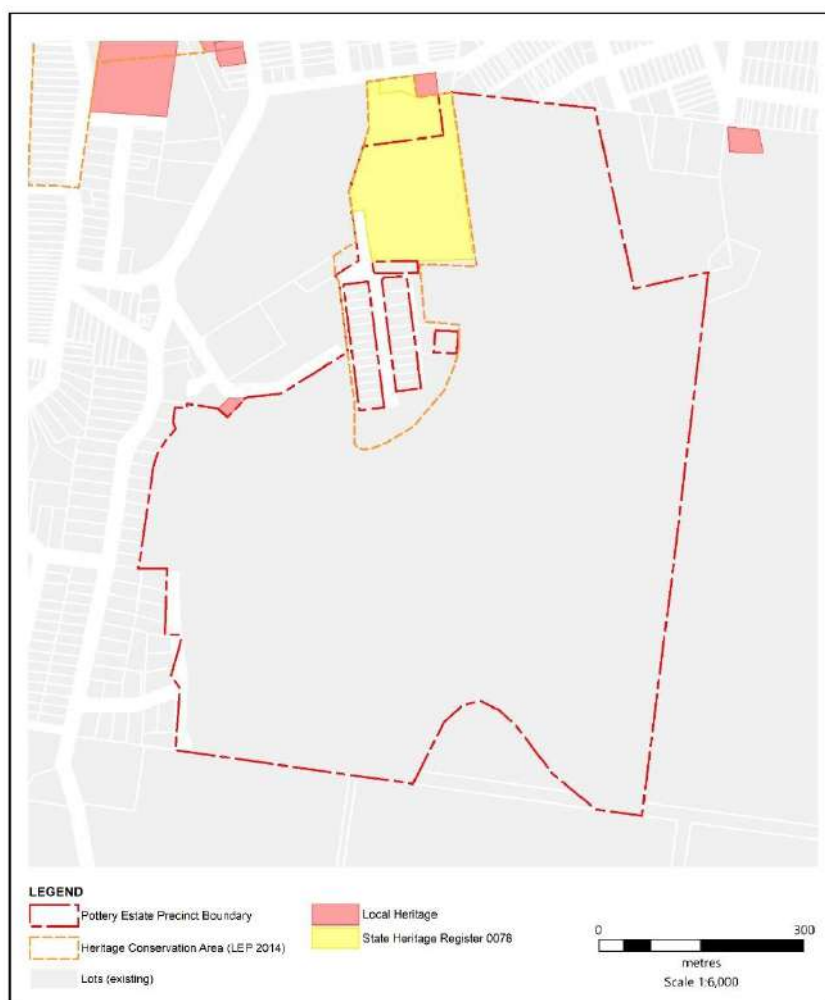 LEGEND
Pottery Estate Precinct Boundary
Heritage Conservation Area (LEP 2014)
Lots (existing)
Local Heritage
State Heritage Register 0078
0 300
metres
Scale 1:6,000